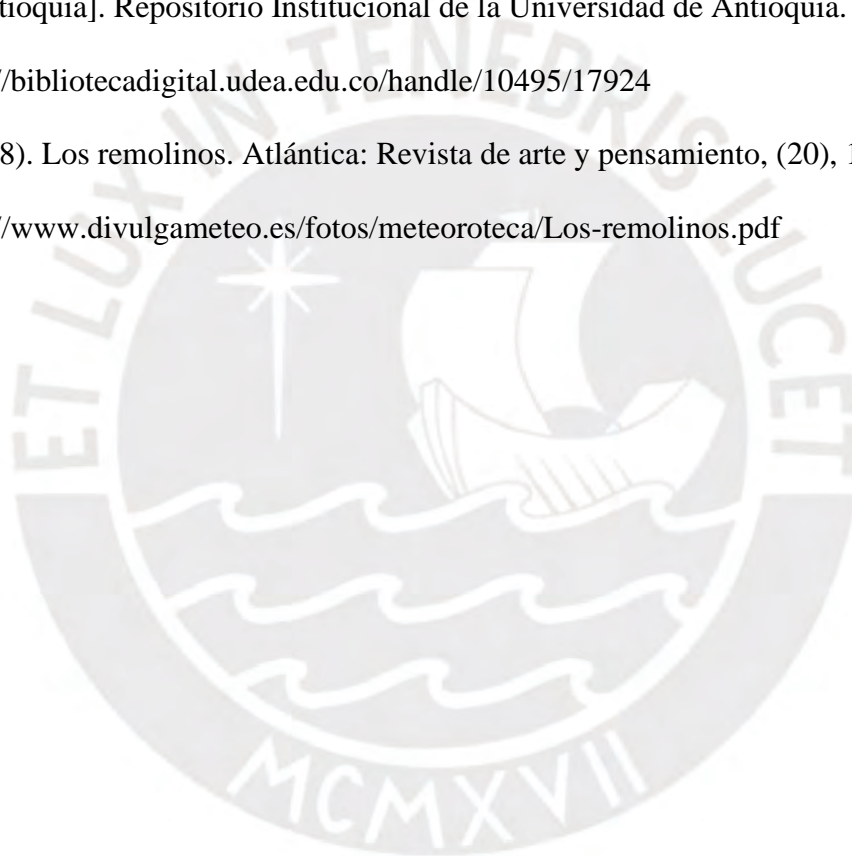 tioquia]. Repositorio Institucional de la Universidad de Antioquia.
//bibliotecadigital.udea.edu.co/handle/10495/17924
8). Los remolinos. Atlántica: Revista de arte y pensamiento, (20), 1
//www.divulgameteo.es/fotos/meteoroteca/Los-remolinos.pdf
ET LUX IN TENEBRIS LUCET
MCMXVII